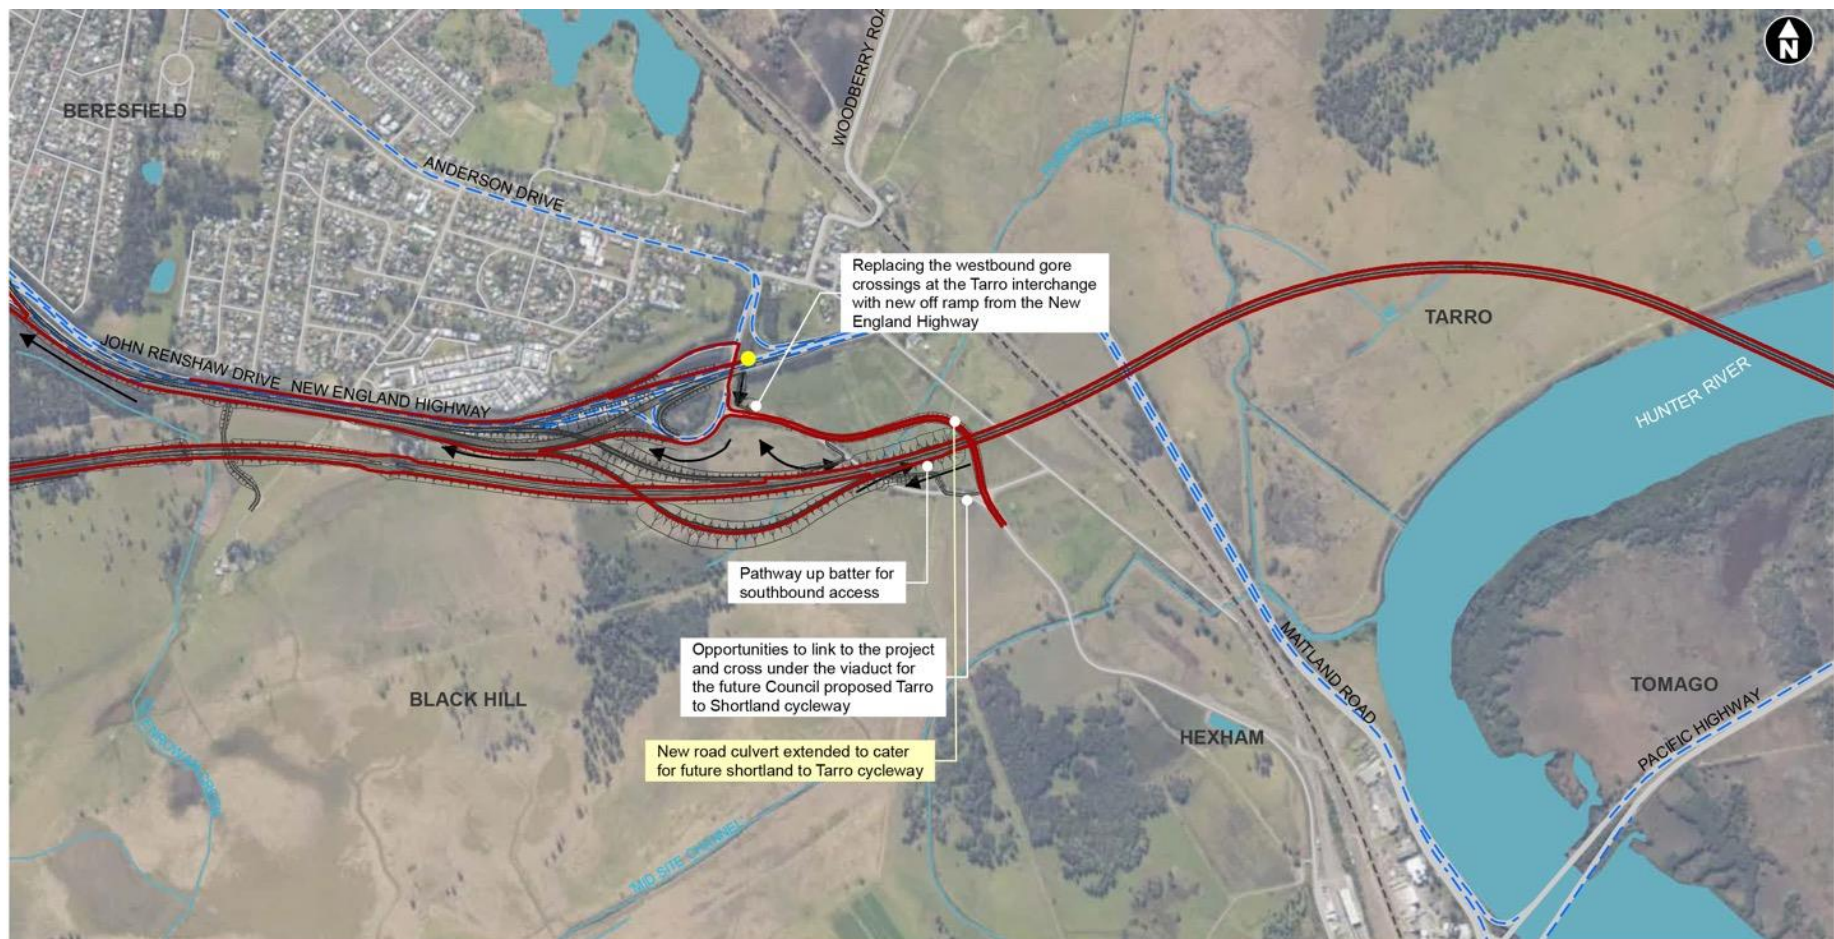 N
BERESFIELD
WOODBERRY ROA
ANDERSON DRIVE
Replacing the westbound gore
crossings at the Tarro interchange
with new off ramp from the New
England Highway
TARRO
HUNTER RIVER
JOHN RENSHAW DRIVE
NEW ENGLAND HIGHWAY
Pathway up batter for
southbound access
Opportunities to link to the project
and cross under the viaduct for
the future Council proposed Tarro
to Shortland cycleway
New road culvert extended to cater
for future shortland to Tarro cycleway
BLACK HILL
MAITLAND ROAD
TOMAGO
HEXHAM
PACIFIC HIGHWAY
MID SITE CHANNEL